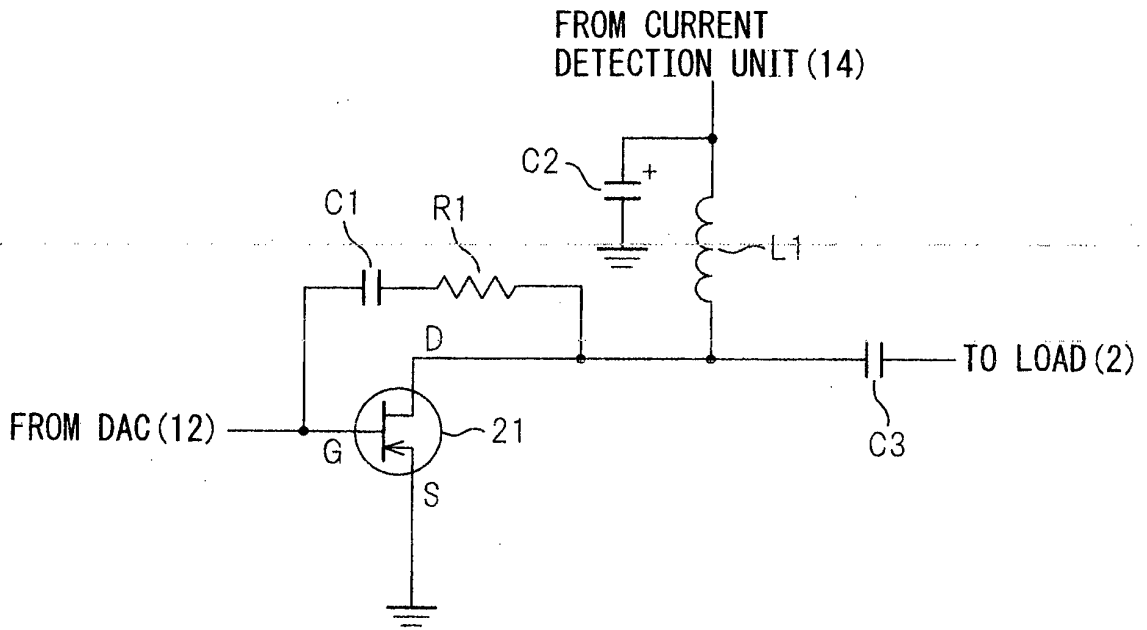 FROM CURRENT
DETECTION UNIT(14)
C2
+
C1
R1
L1
D
TO LOAD(2)
FROM DAC(12)
G
21
C3
S